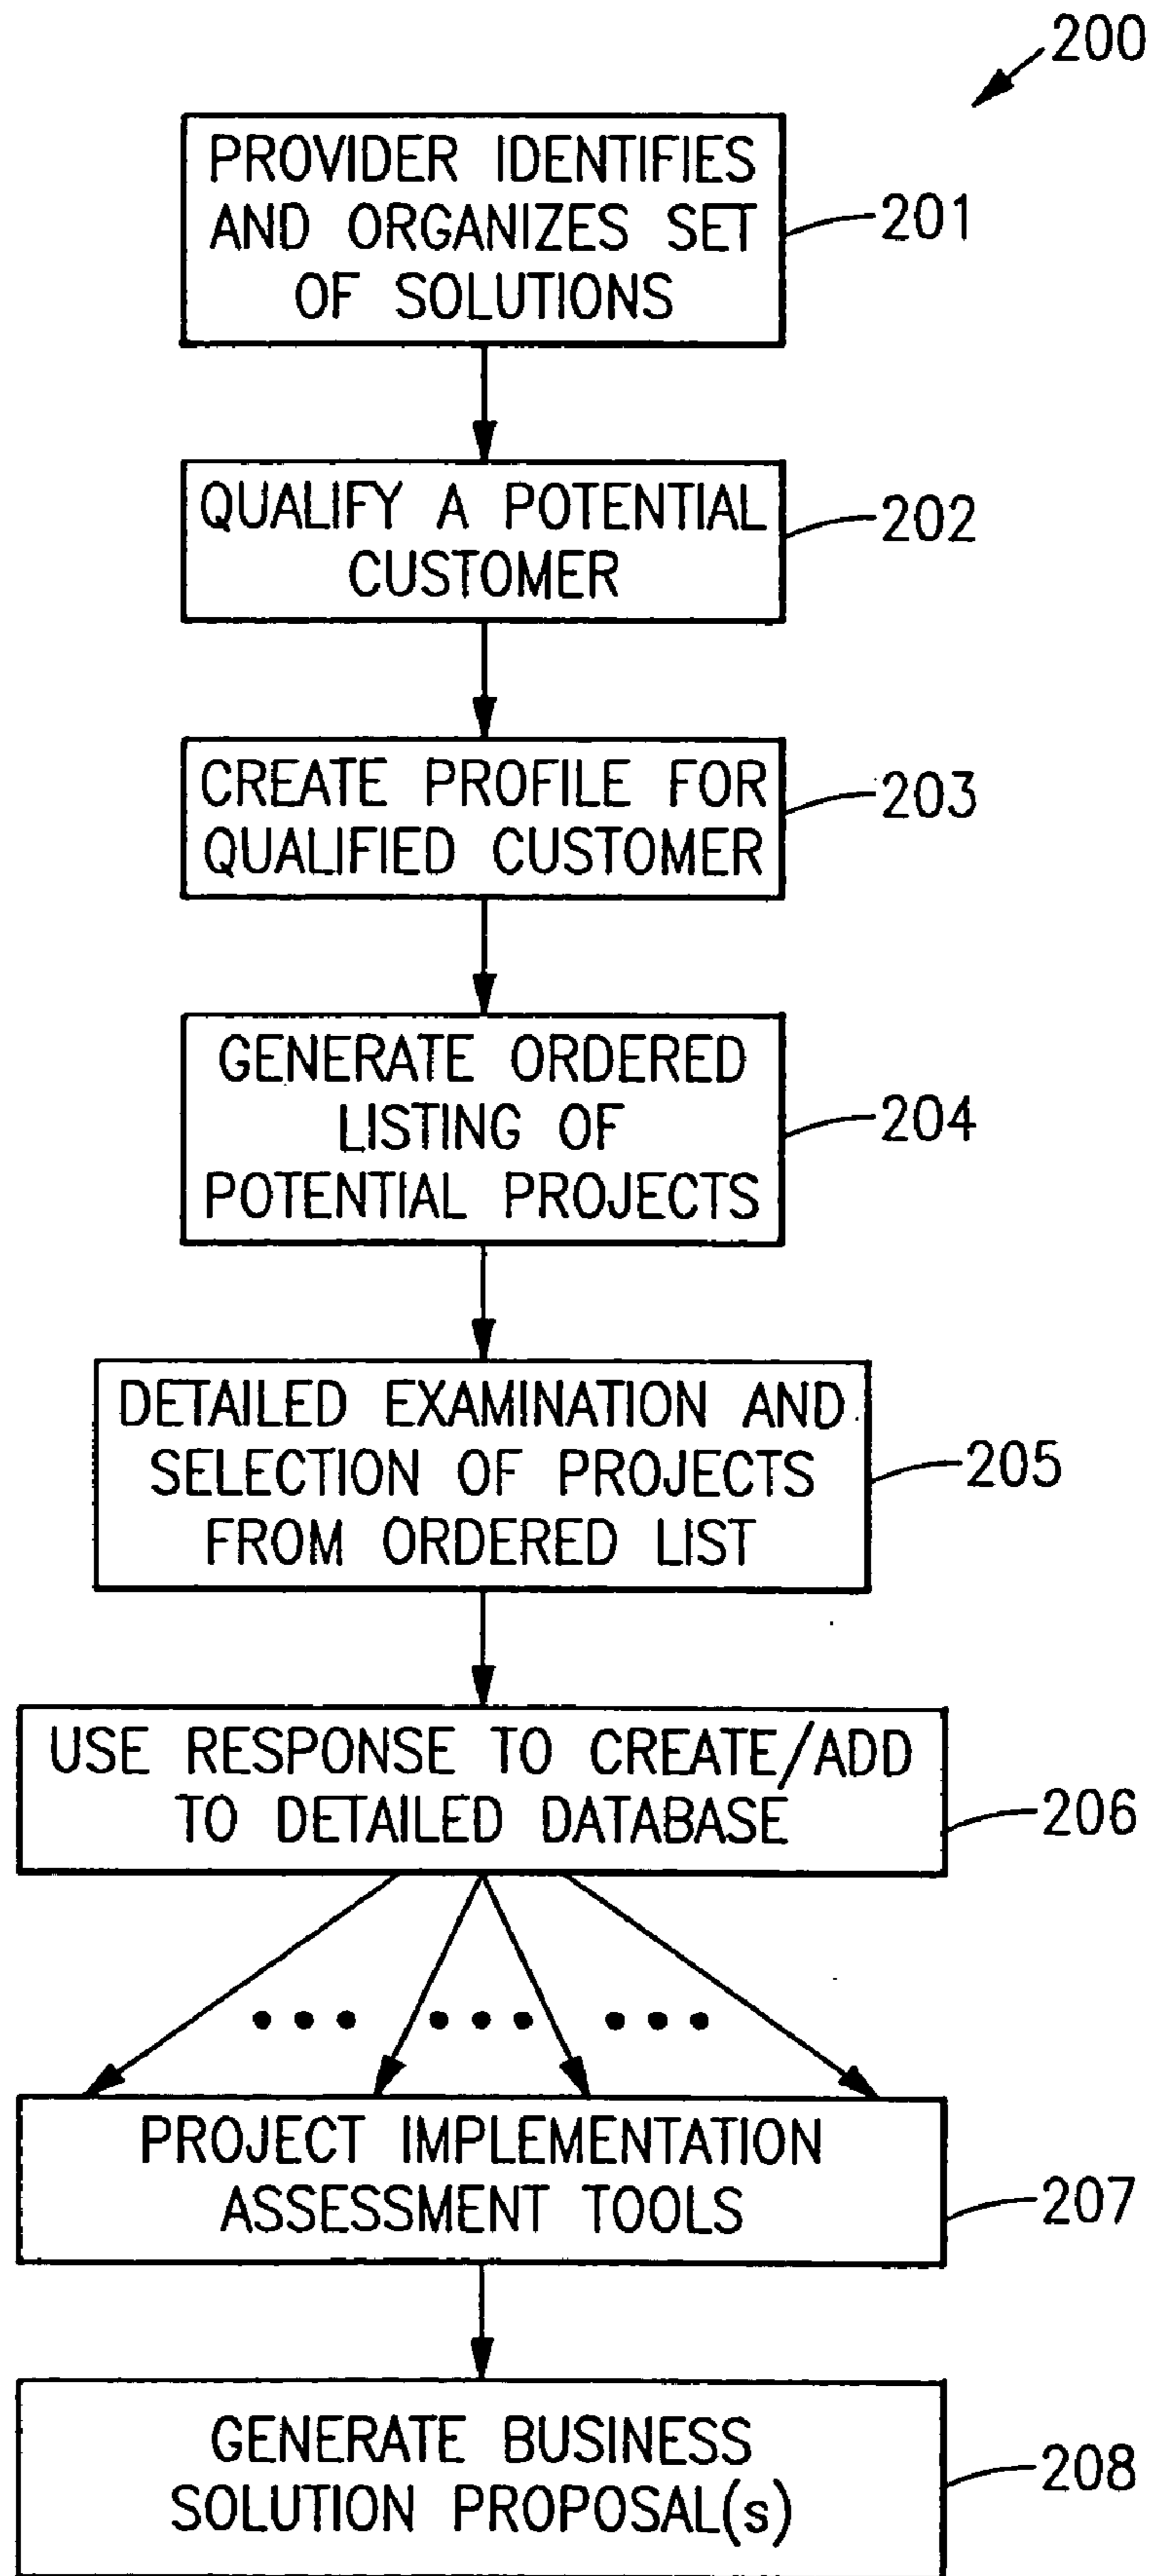 200
PROVIDER IDENTIFIES
AND ORGANIZES SET
OF SOLUTIONS
201
QUALIFY A POTENTIAL
CUSTOMER
202
CREATE PROFILE FOR
QUALIFIED CUSTOMER
203
GENERATE ORDERED
LISTING OF
POTENTIAL PROJECTS
204
DETAILED EXAMINATION AND
SELECTION OF PROJECTS
FROM ORDERED LIST
205
USE RESPONSE TO CREATE/ADD
TO DETAILED DATABASE
206
PROJECT IMPLEMENTATION
ASSESSMENT TOOLS
207
GENERATE BUSINESS
SOLUTION PROPOSAL(s)
208